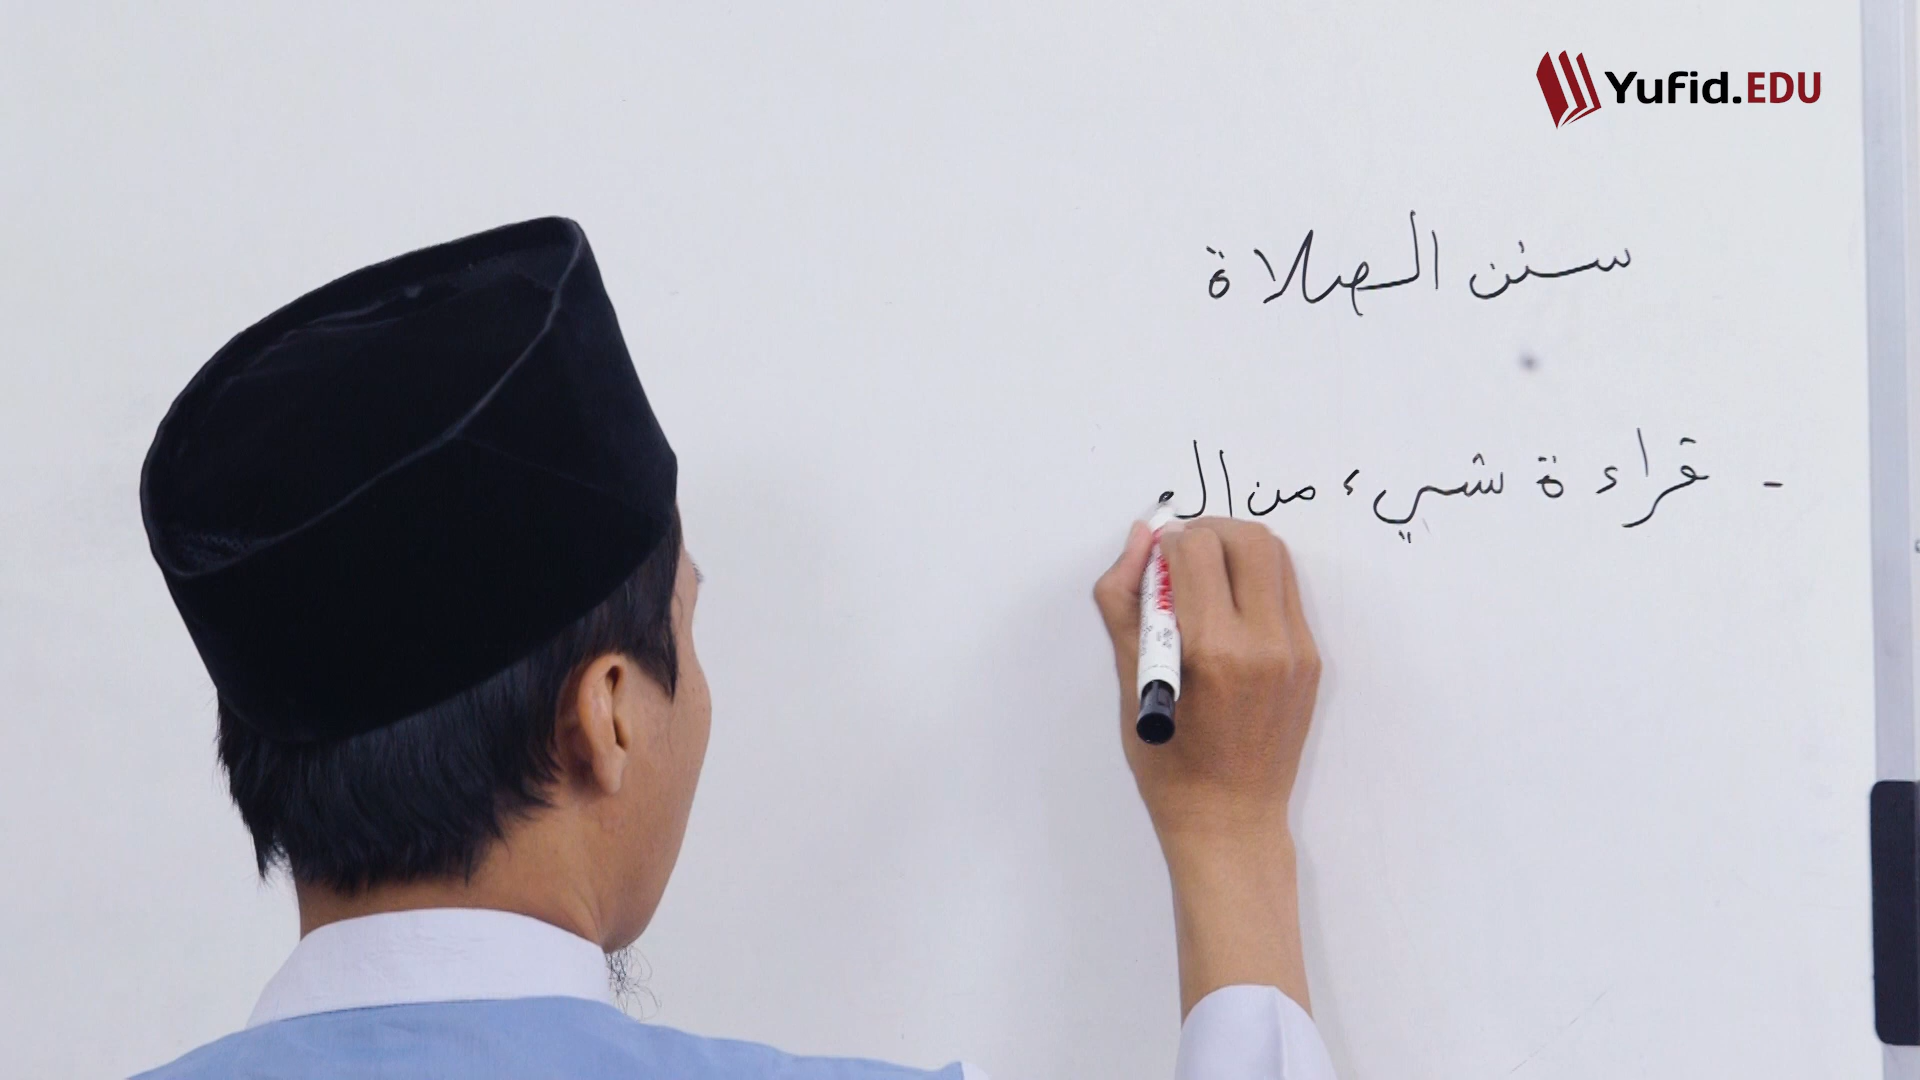 Yufid.EDU
سنن الصلاة
- قراءة شيء من ال